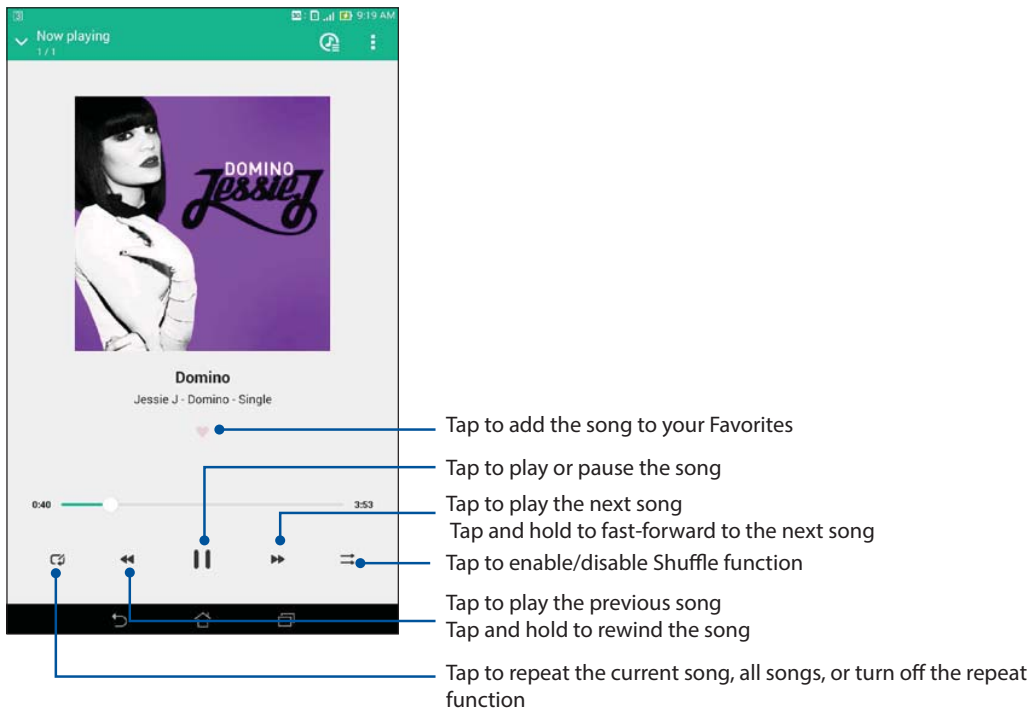 9:19 AM
Now playing
1 / 1
DOMINO
Jessie J
Domino
Jessie J - Domino - Single
Tap to add the song to your Favorites
Tap to play or pause the song
0:40
3:53
Tap to play the next song
Tap and hold to fast-forward to the next song
Tap to enable/disable Shuffle function
Tap to play the previous song
Tap and hold to rewind the song
Tap to repeat the current song, all songs, or turn off the repeat
function